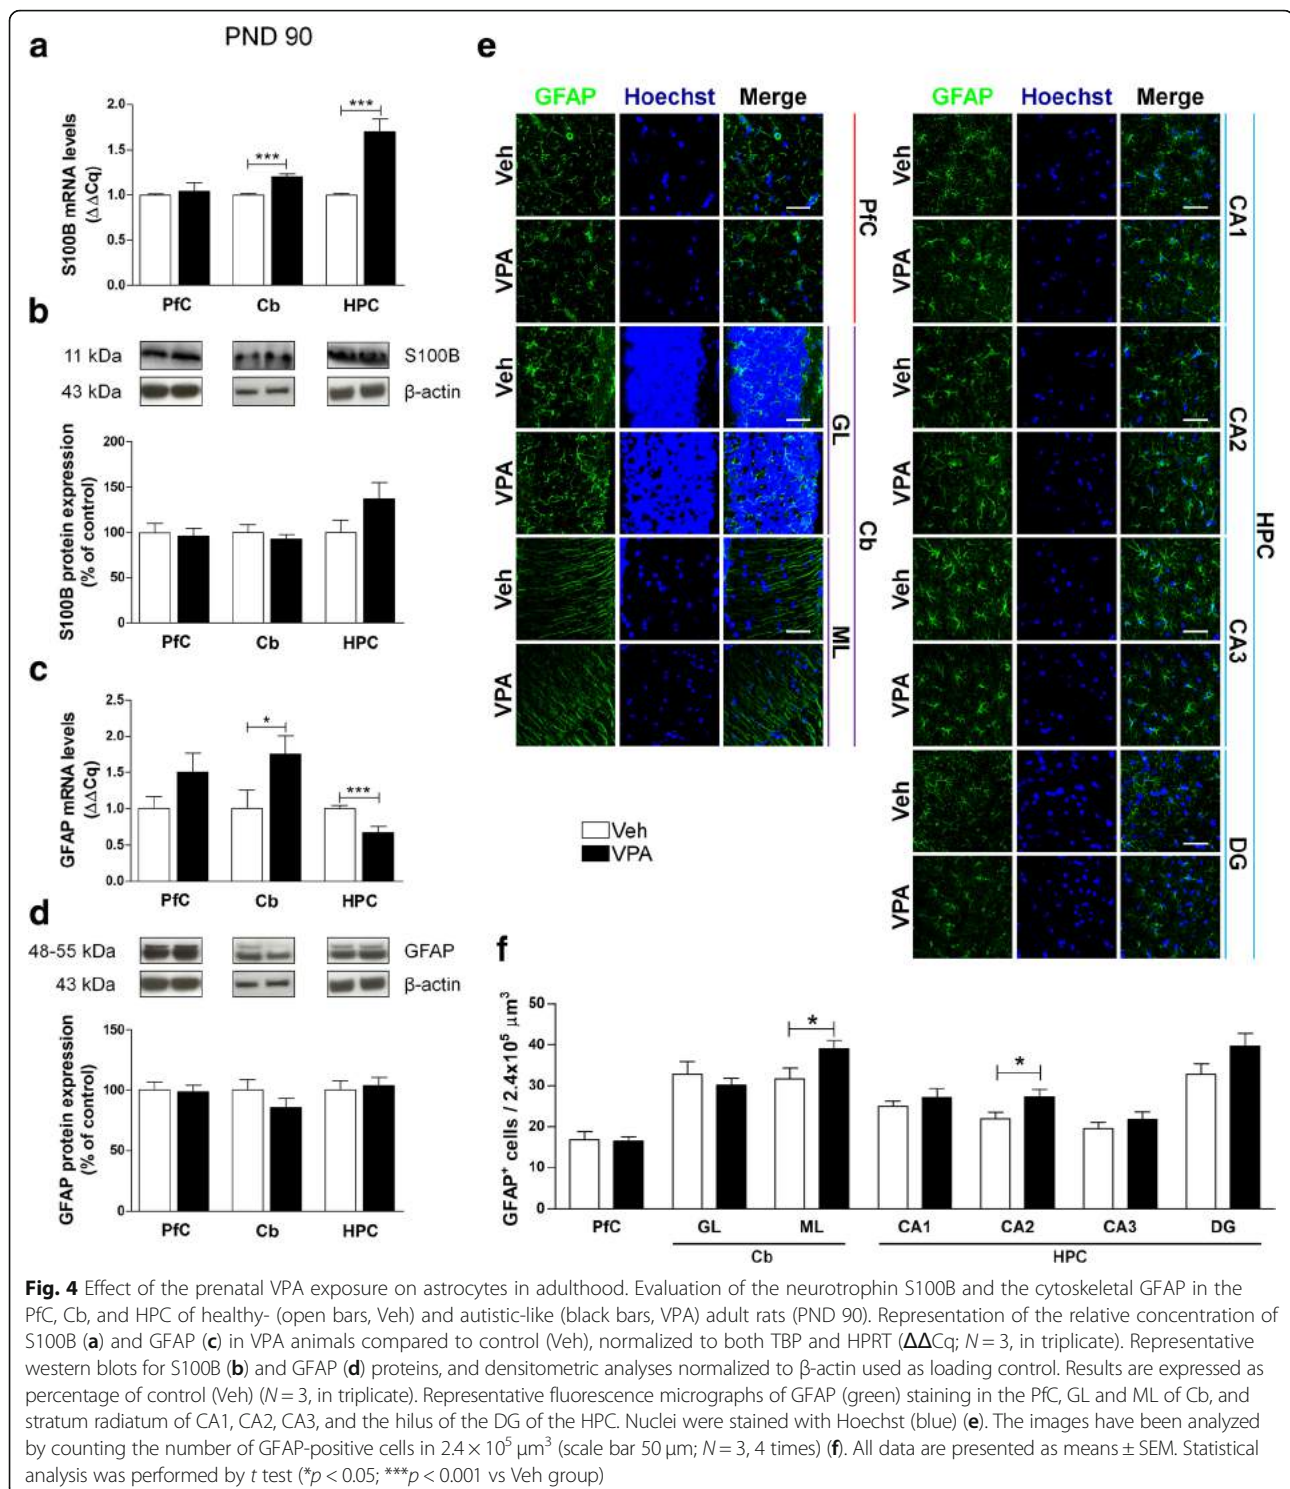 a
PND 90
S100B mRNA levels
(ΔΔCq)
2.0
1.5
1.0
0.5
0.0
***
***
PfC Cb HPC
b
11 kDa
S100B
43 kDa
β-actin
S100B protein expression
(% of control)
200
150
100
50
0
PfC Cb HPC
c
GFAP mRNA levels
(ΔΔCq)
2.5
2.0
1.5
1.0
0.5
0.0
*
***
PfC Cb HPC
d
48-55 kDa
GFAP
43 kDa
β-actin
GFAP protein expression
(% of control)
150
100
50
0
PfC Cb HPC
e
GFAP Hoechst Merge
Veh
VPA
PfC
Veh
VPA
GL
Veh
VPA
ML
Cb
GFAP Hoechst Merge
Veh
VPA
CA1
Veh
VPA
CA2
Veh
VPA
CA3
Veh
VPA
DG
HPC
Veh
VPA
f
GFAP⁺ cells / 2.4x10⁵ µm³
50
40
30
20
10
0
*
*
PfC GL ML CA1 CA2 CA3 DG
Cb HPC
Fig. 4 Effect of the prenatal VPA exposure on astrocytes in adulthood. Evaluation of the neurotrophin S100B and the cytoskeletal GFAP in the
PfC, Cb, and HPC of healthy- (open bars, Veh) and autistic-like (black bars, VPA) adult rats (PND 90). Representation of the relative concentration of
S100B (a) and GFAP (c) in VPA animals compared to control (Veh), normalized to both TBP and HPRT (ΔΔCq; N = 3, in triplicate). Representative
western blots for S100B (b) and GFAP (d) proteins, and densitometric analyses normalized to β-actin used as loading control. Results are expressed as
percentage of control (Veh) (N = 3, in triplicate). Representative fluorescence micrographs of GFAP (green) staining in the PfC, GL and ML of Cb, and
stratum radiatum of CA1, CA2, CA3, and the hilus of the DG of the HPC. Nuclei were stained with Hoechst (blue) (e). The images have been analyzed
by counting the number of GFAP-positive cells in 2.4 × 10⁵ µm³ (scale bar 50 µm; N = 3, 4 times) (f). All data are presented as means ± SEM. Statistical
analysis was performed by t test (*p < 0.05; ***p < 0.001 vs Veh group)